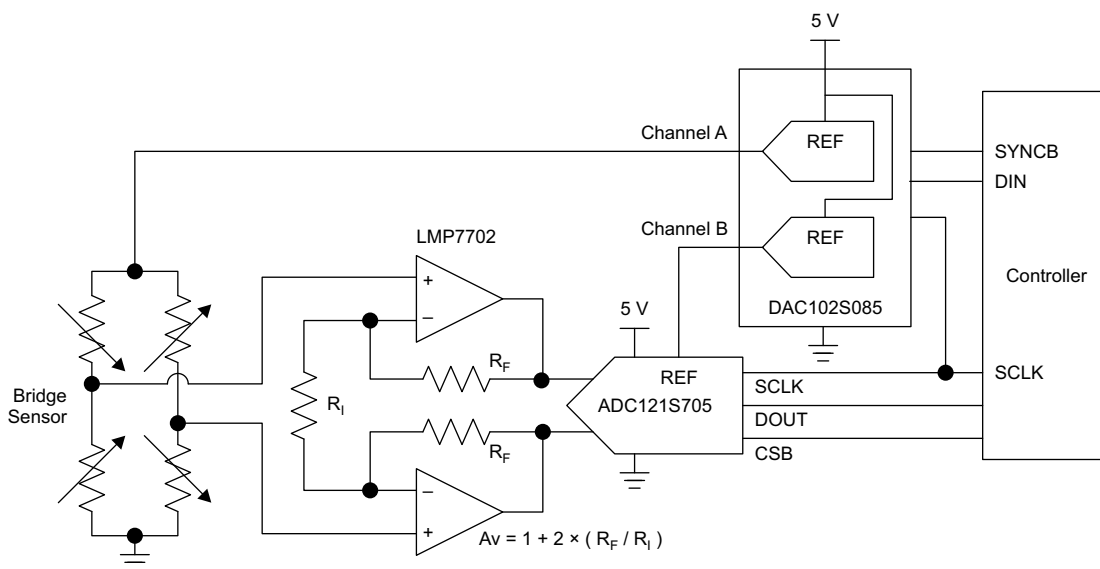 5 V
Channel A
REF
SYNCB
DIN
LMP7702
Channel B
REF
Controller
+
−
5 V
DAC102S085
R_F
REF
SCLK
SCLK
Bridge
Sensor
R_I
ADC121S705
DOUT
R_F
CSB
−
+
Av = 1 + 2 × ( R_F / R_I )